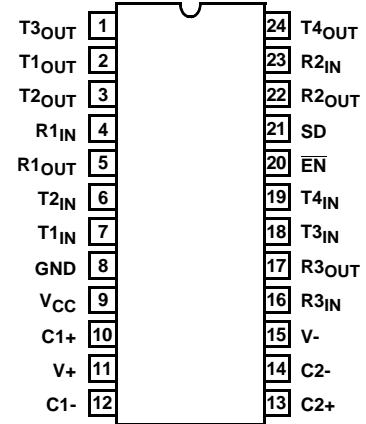 T3OUT 1 24 T4OUT
T1OUT 2 23 R2IN
T2OUT 3 22 R2OUT
R1IN 4 21 SD
R1OUT 5 20 E̅N̅
T2IN 6 19 T4IN
T1IN 7 18 T3IN
GND 8 17 R3OUT
VCC 9 16 R3IN
C1+ 10 15 V-
V+ 11 14 C2-
C1- 12 13 C2+